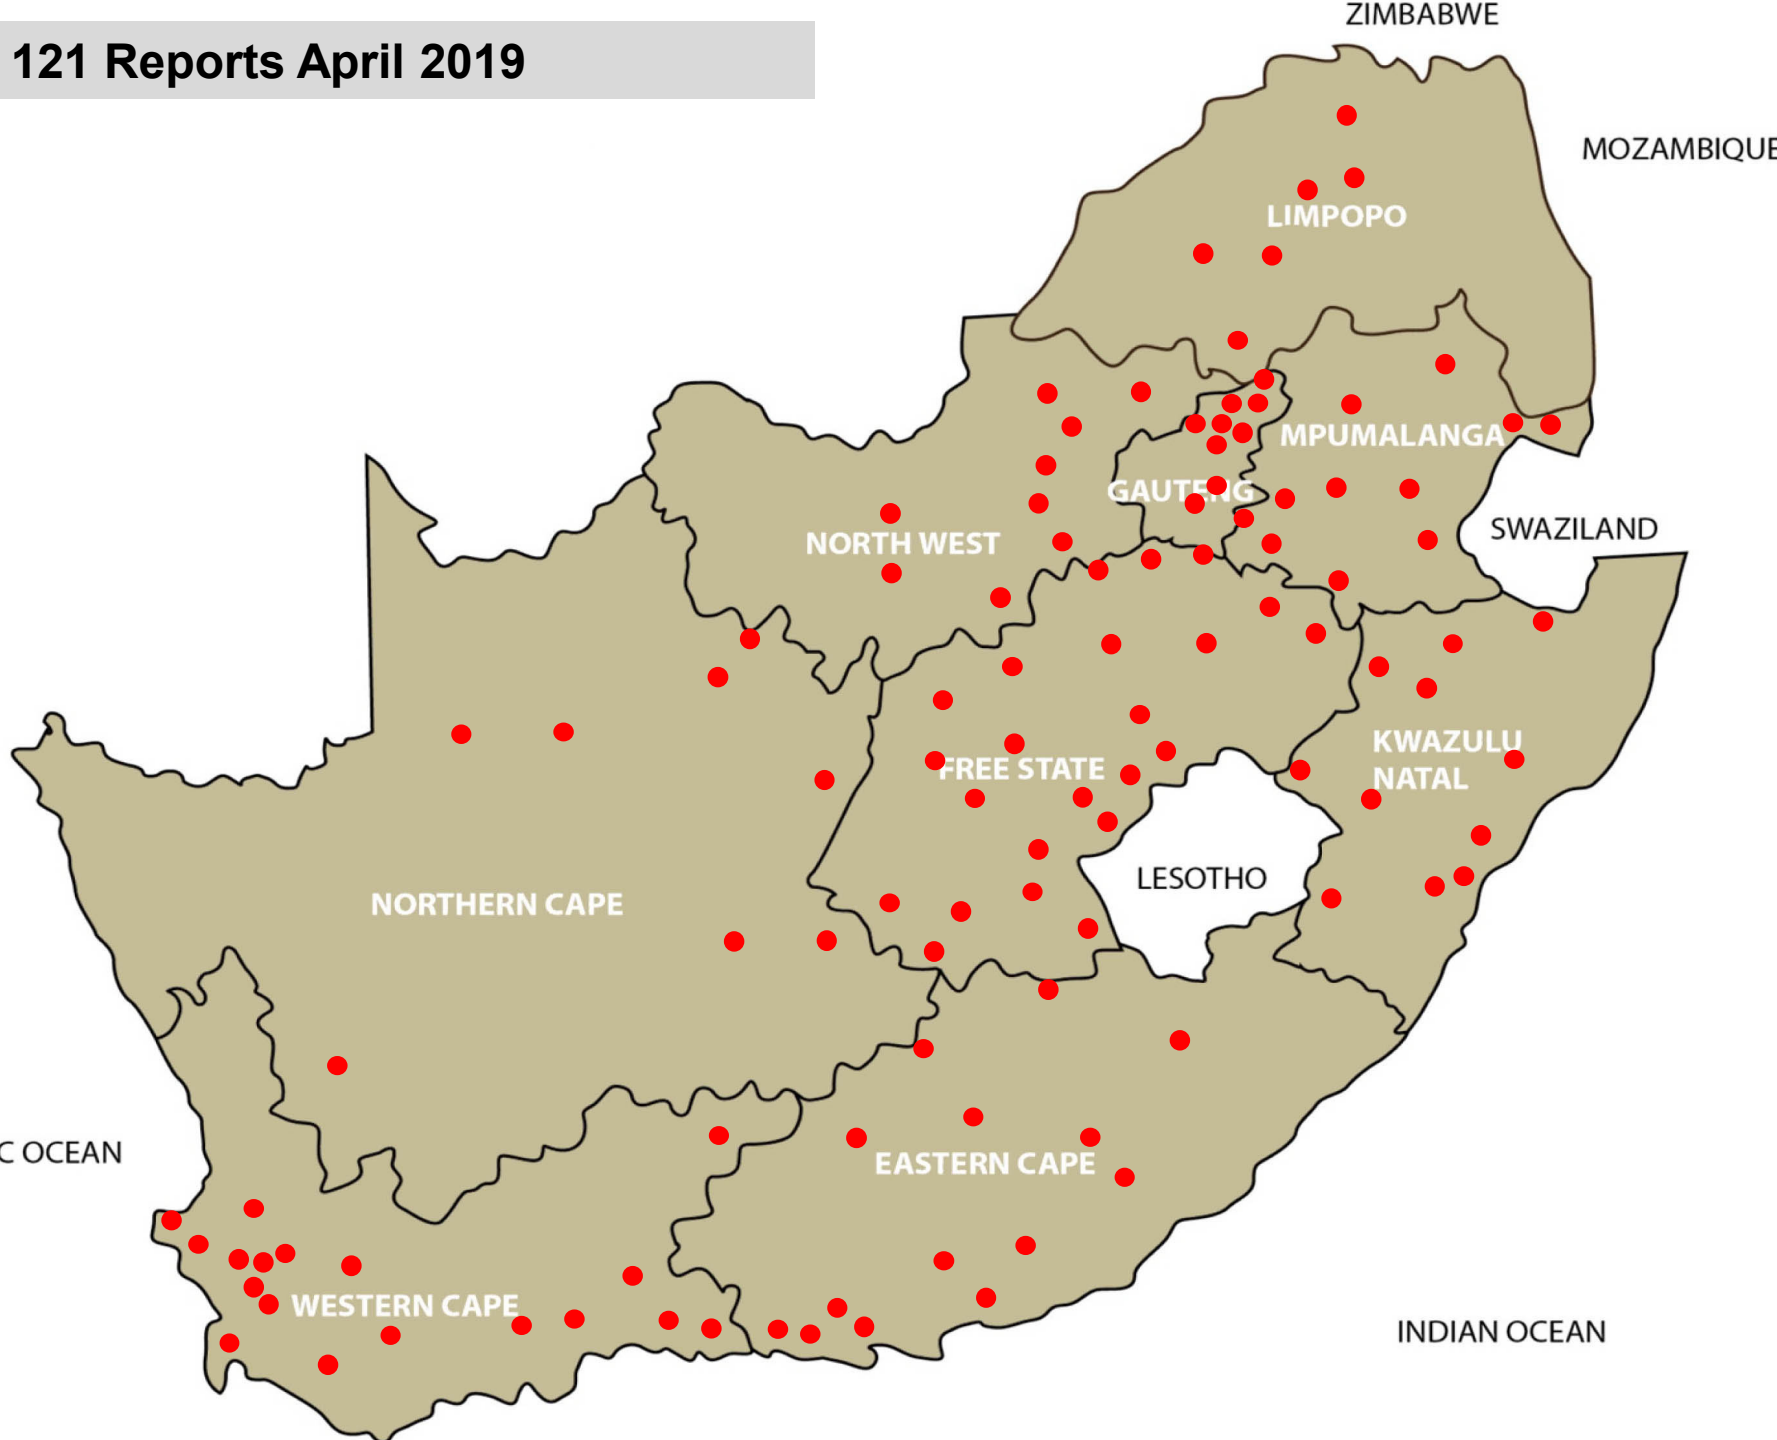 ZIMBABWE
121 Reports April 2019
MOZAMBIQUE
LIMPOPO
MPUMALANGA
GAUTENG
SWAZILAND
NORTH WEST
KWAZULU
NATAL
FREE STATE
LESOTHO
NORTHERN CAPE
C OCEAN
EASTERN CAPE
WESTERN CAPE
INDIAN OCEAN